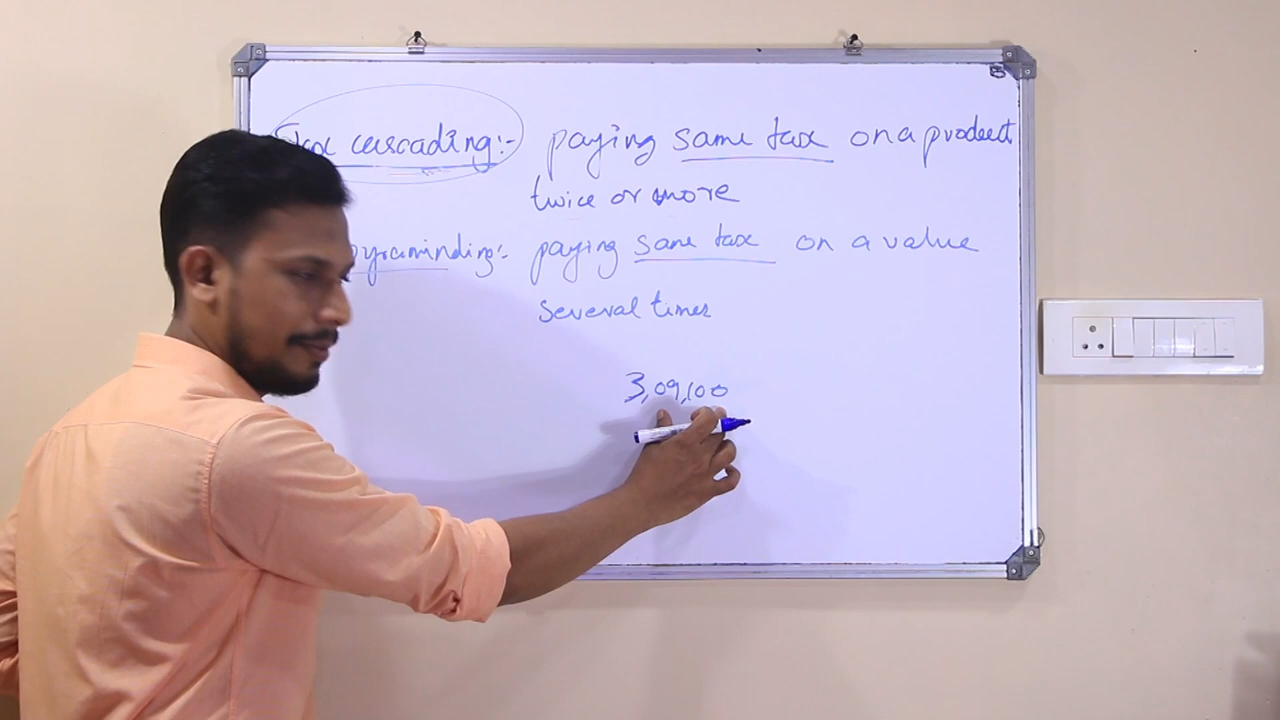 Tax cascading:- paying same tax on a product
twice or more
pyraminding:- paying same tax on a value
several times
3,09,100